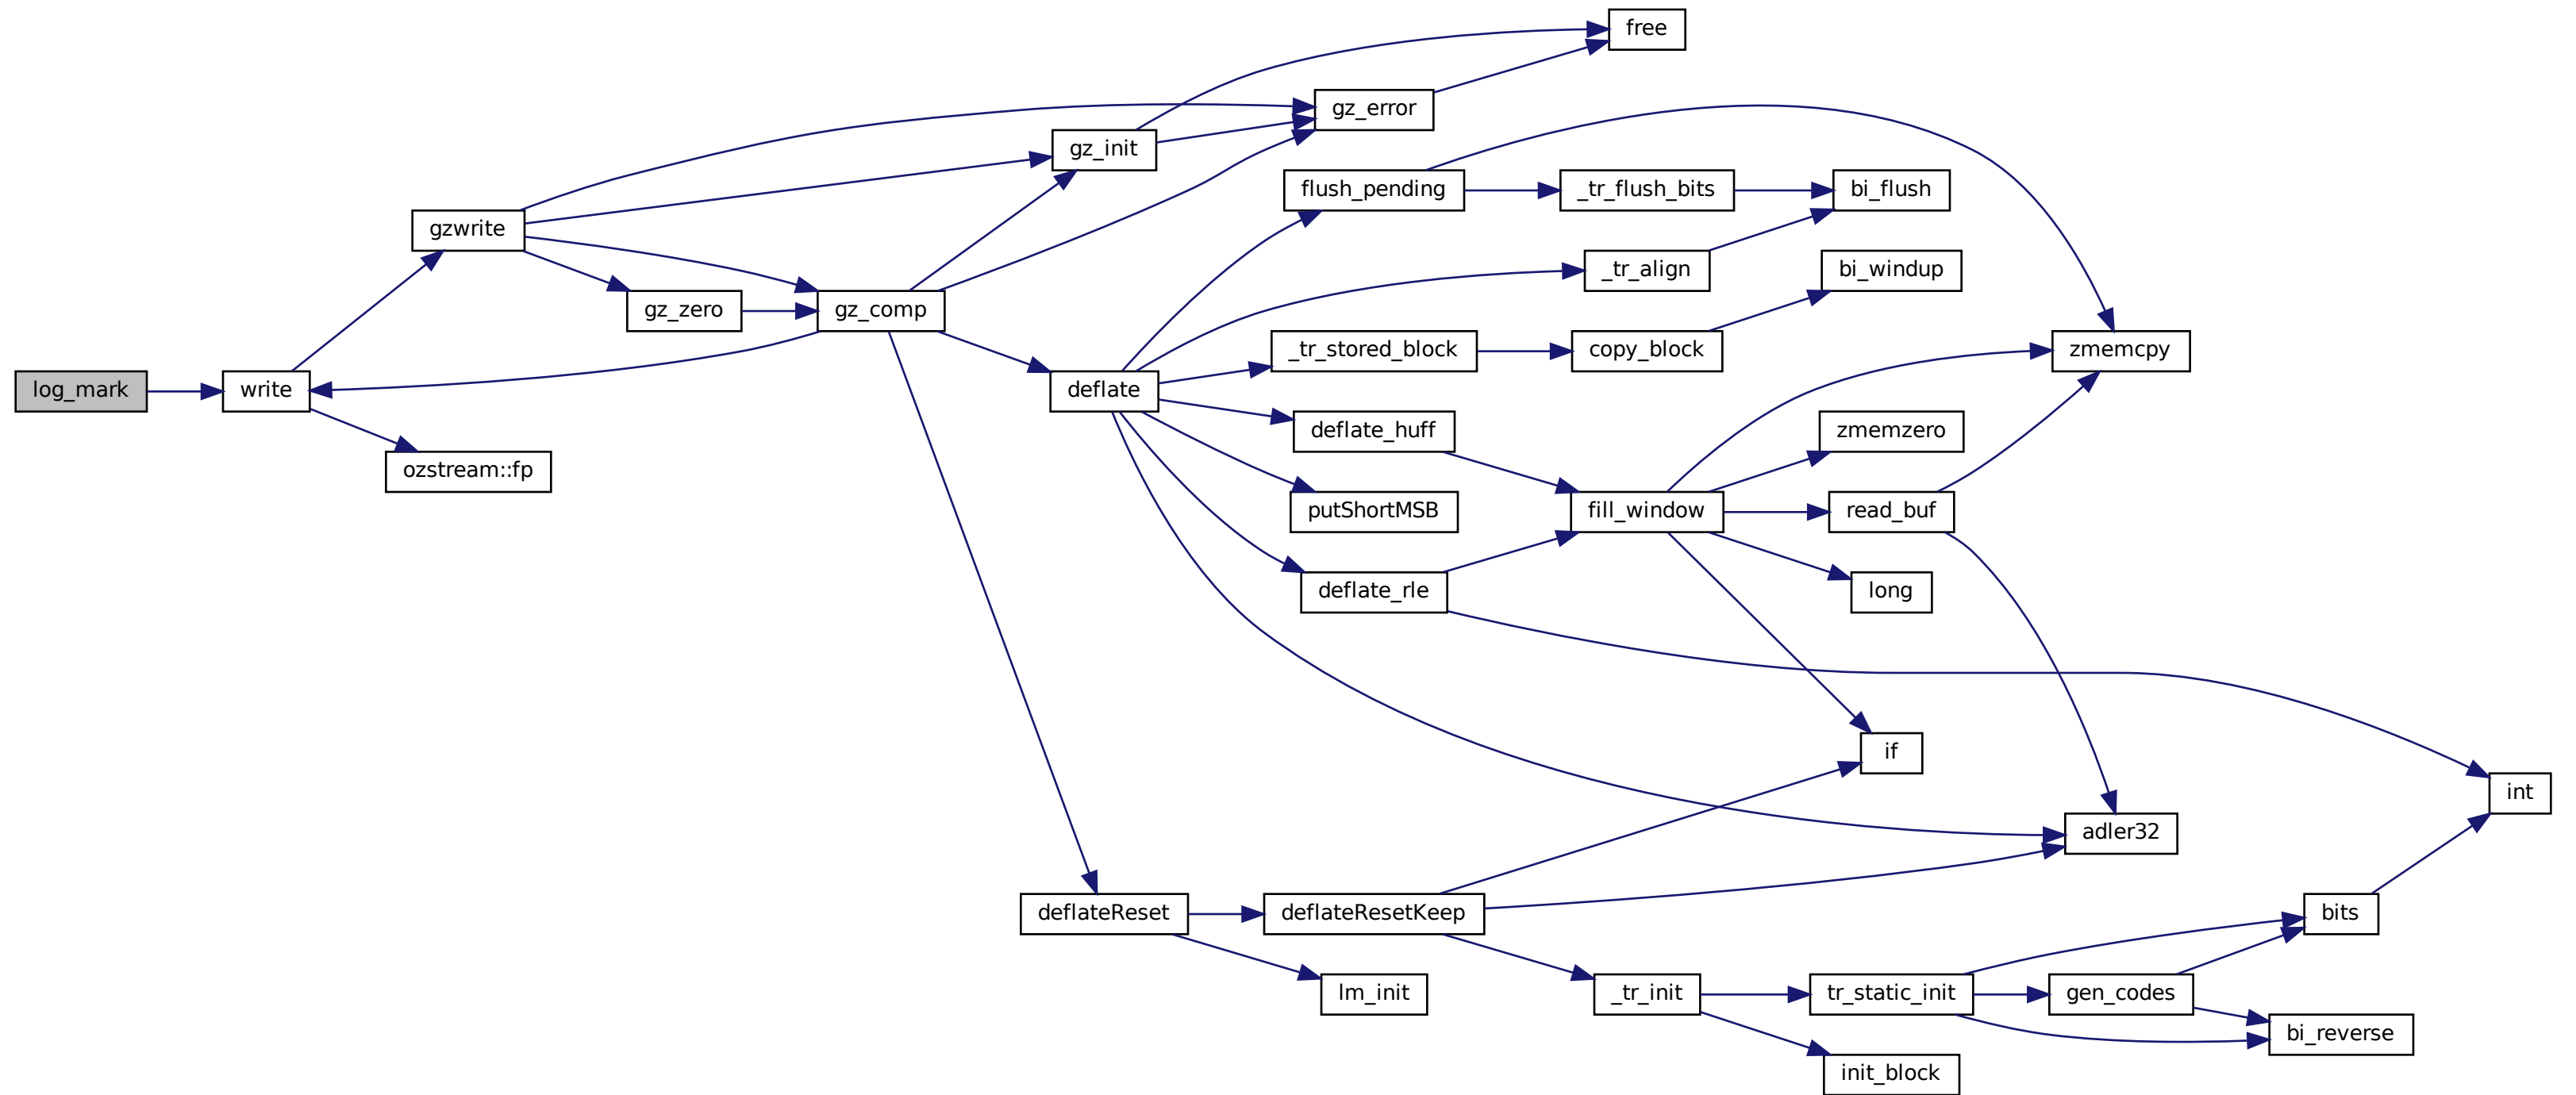 free
gz_error
gz_init
flush_pending
_tr_flush_bits
bi_flush
gzwrite
_tr_align
bi_windup
gz_zero
gz_comp
_tr_stored_block
copy_block
zmemcpy
log_mark
write
deflate
deflate_huff
zmemzero
ozstream::fp
putShortMSB
fill_window
read_buf
deflate_rle
long
if
int
adler32
deflateReset
deflateResetKeep
bits
lm_init
_tr_init
tr_static_init
gen_codes
bi_reverse
init_block